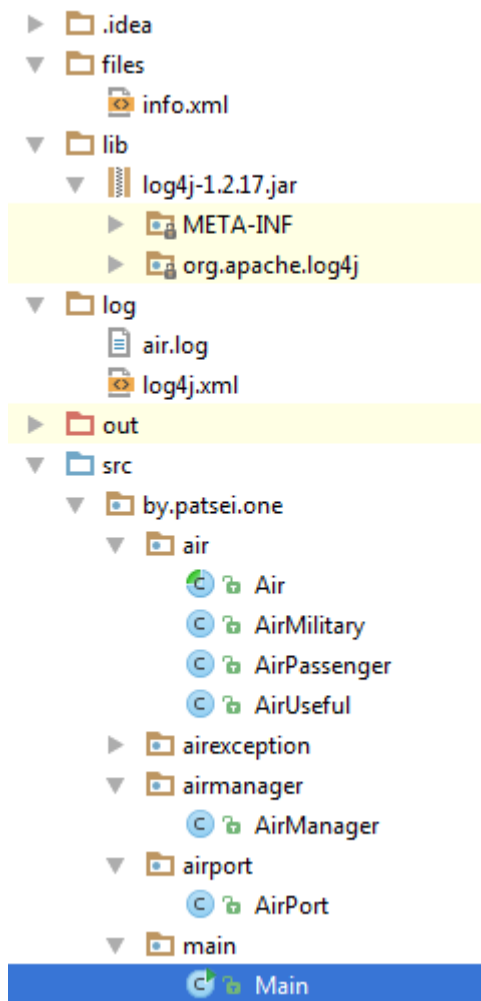 .idea
files
info.xml
lib
log4j-1.2.17.jar
META-INF
org.apache.log4j
log
air.log
log4j.xml
out
src
by.patsei.one
air
Air
AirMilitary
AirPassenger
AirUseful
airexception
airmanager
AirManager
airport
AirPort
main
Main